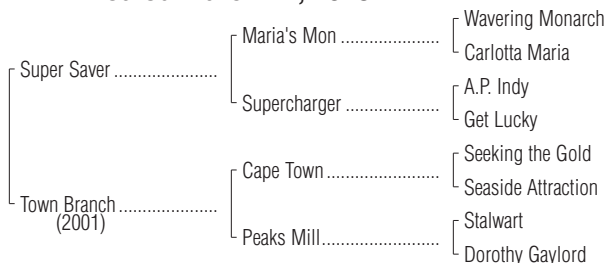 Wavering Monarch
Maria's Mon ....................
Carlotta Maria
Super Saver .....................
A.P. Indy
Supercharger ...................
Get Lucky
Seeking the Gold
Cape Town ......................
Seaside Attraction
Town Branch ....................
(2001)
Stalwart
Peaks Mill.......................
Dorothy Gaylord